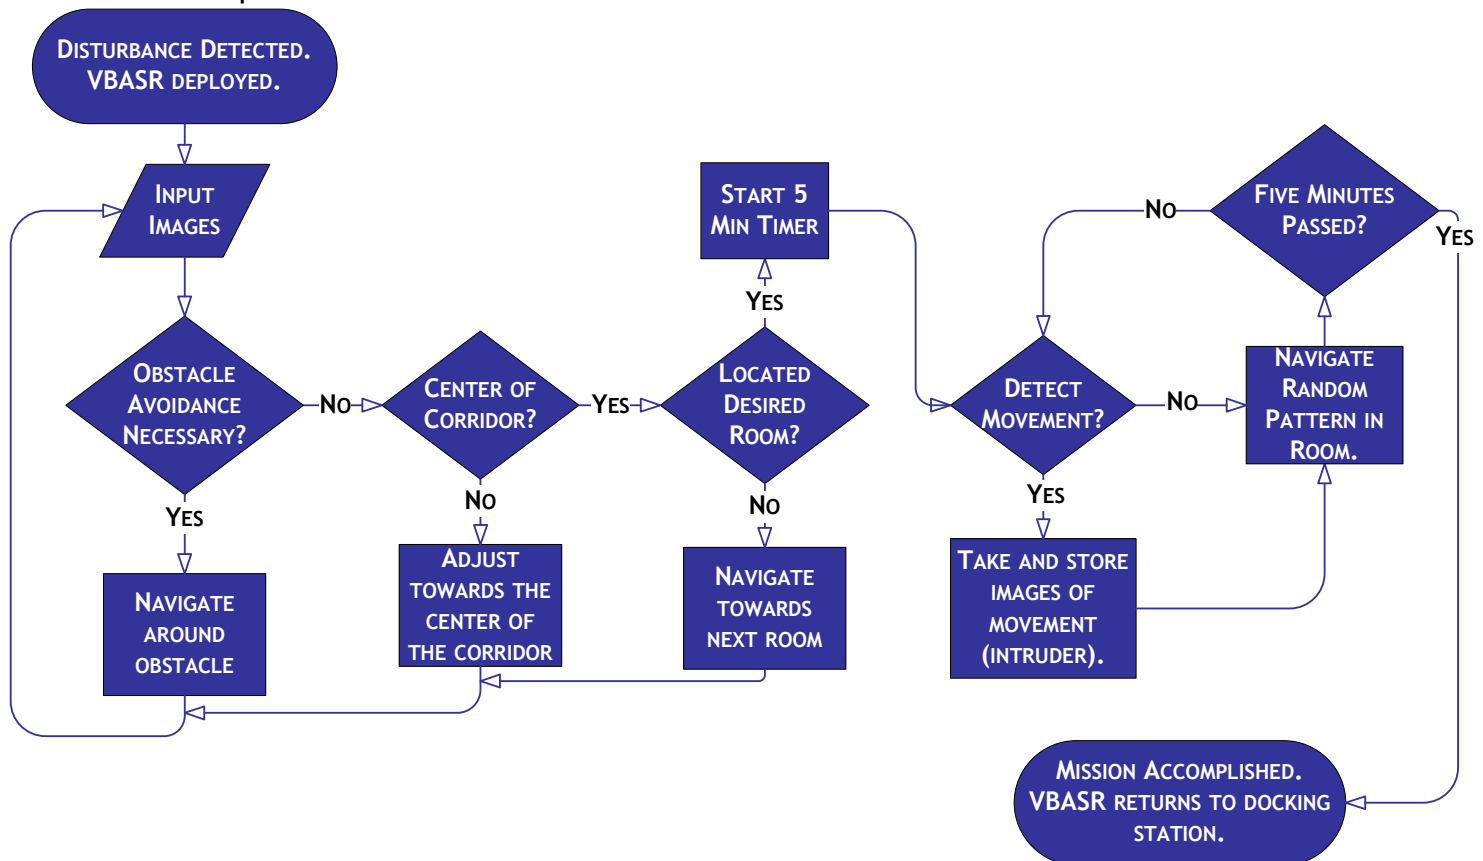 DISTURBANCE DETECTED.
VBASR DEPLOYED.
INPUT
IMAGES
OBSTACLE
AVOIDANCE
NECESSARY?
NO
YES
NAVIGATE
AROUND
OBSTACLE
CENTER OF
CORRIDOR?
YES
NO
ADJUST
TOWARDS THE
CENTER OF
THE CORRIDOR
LOCATED
DESIRED
ROOM?
YES
NO
NAVIGATE
TOWARDS
NEXT ROOM
START 5
MIN TIMER
DETECT
MOVEMENT?
NO
YES
TAKE AND STORE
IMAGES OF
MOVEMENT
(INTRUDER).
NAVIGATE
RANDOM
PATTERN IN
ROOM.
FIVE MINUTES
PASSED?
NO
YES
MISSION ACCOMPLISHED.
VBASR RETURNS TO DOCKING
STATION.